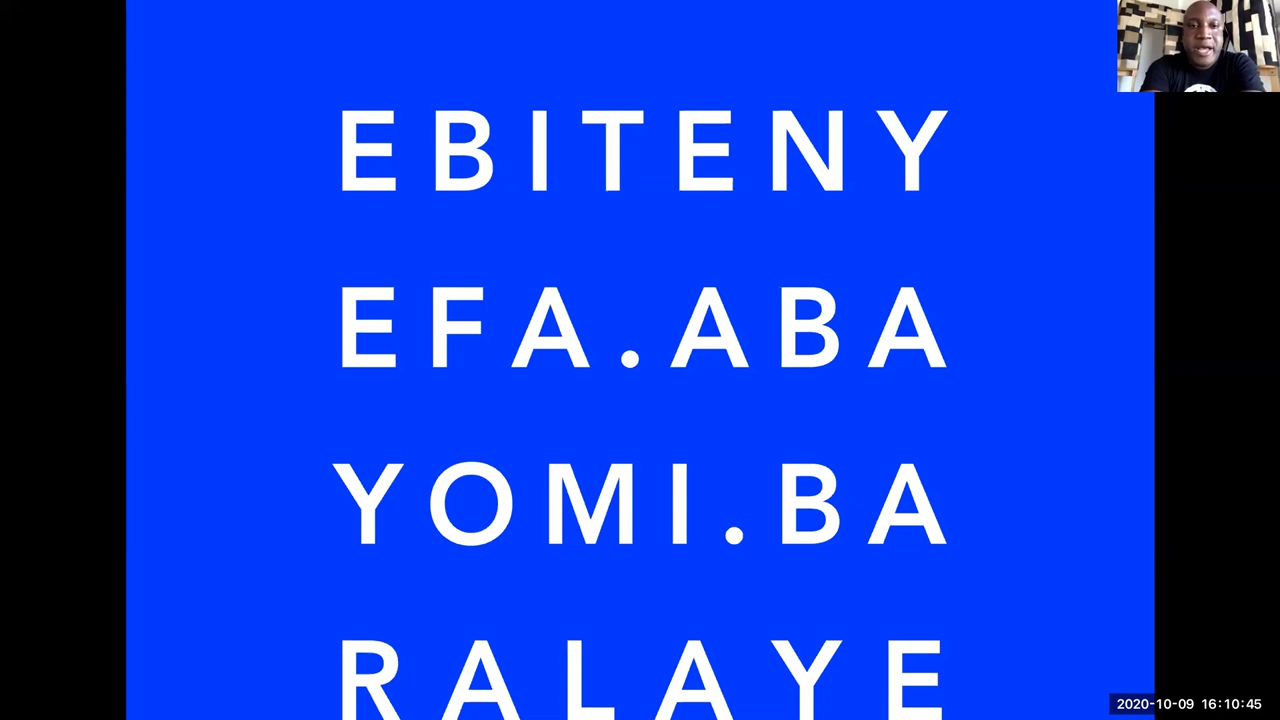 EBITENY
EFA.ABA
YOMI.BA
RALAYE
2020-10-09 16:10:45